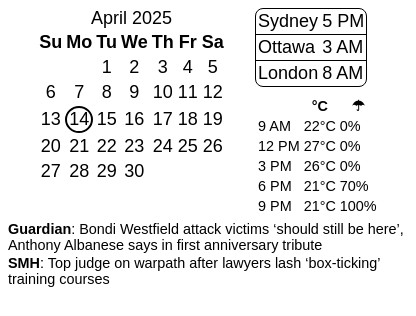 April 2025
Su Mo Tu We Th Fr Sa
1 2 3 4 5
6 7 8 9 10 11 12
13 14 15 16 17 18 19
20 21 22 23 24 25 26
27 28 29 30
Sydney 5 PM
Ottawa 3 AM
London 8 AM
°C ☂
9 AM 22°C 0%
12 PM 27°C 0%
3 PM 26°C 0%
6 PM 21°C 70%
9 PM 21°C 100%
Guardian: Bondi Westfield attack victims ‘should still be here’,
Anthony Albanese says in first anniversary tribute
SMH: Top judge on warpath after lawyers lash ‘box-ticking’
training courses